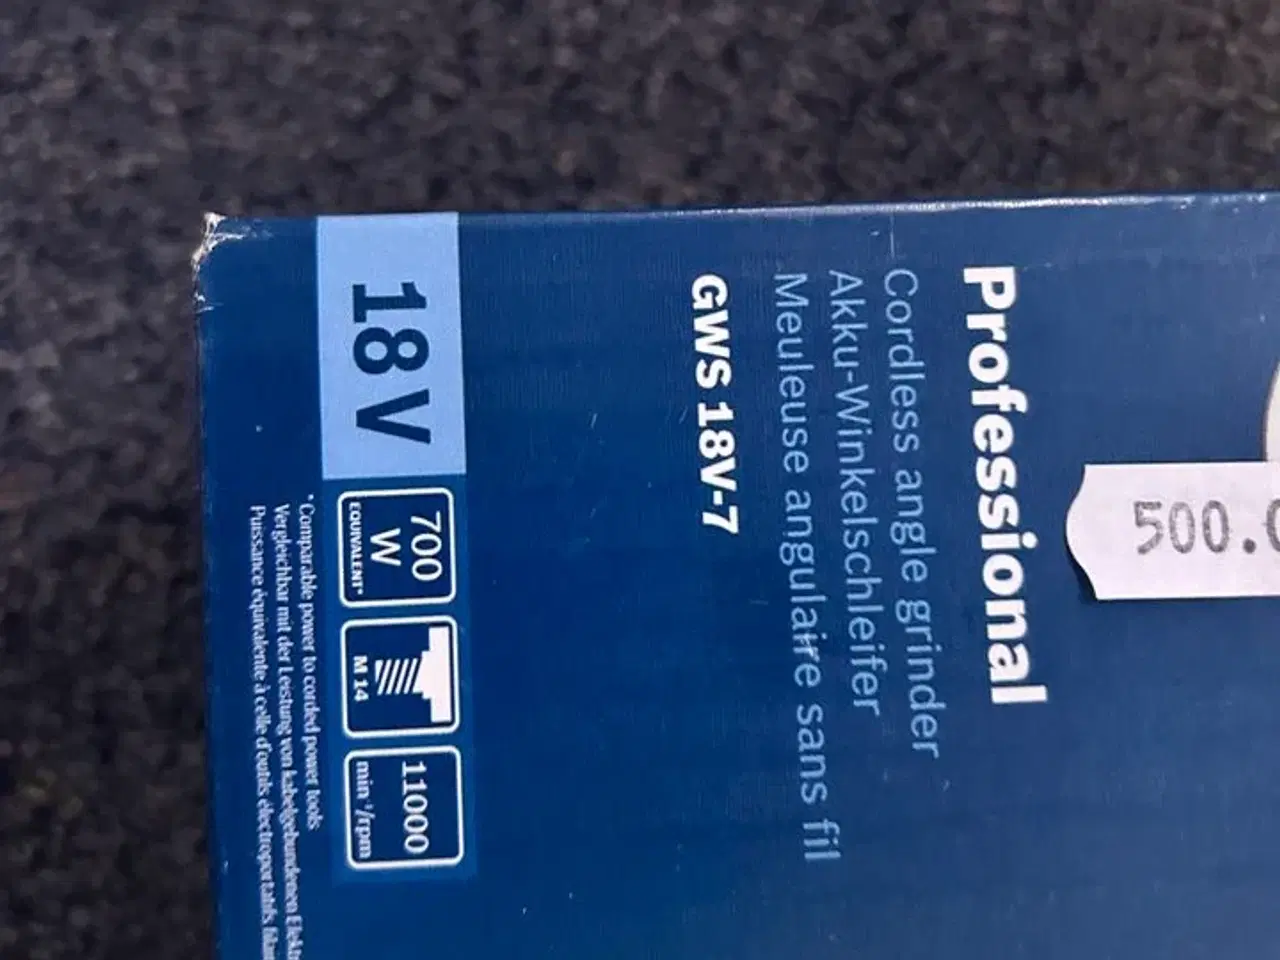 Professional
Cordless angle grinder
Akku-Winkelschleifer
Meuleuse angulaire sans fil
GWS 18V-7
18V
700
W
EQUIVALENT*
M 14
11000
min⁻¹/rpm
*Comparable power to corded power tools
Vergleichbar mit der Leistung von kabelgebundenen
Puissance équivalente à celle d'outils électroportatifs
500.